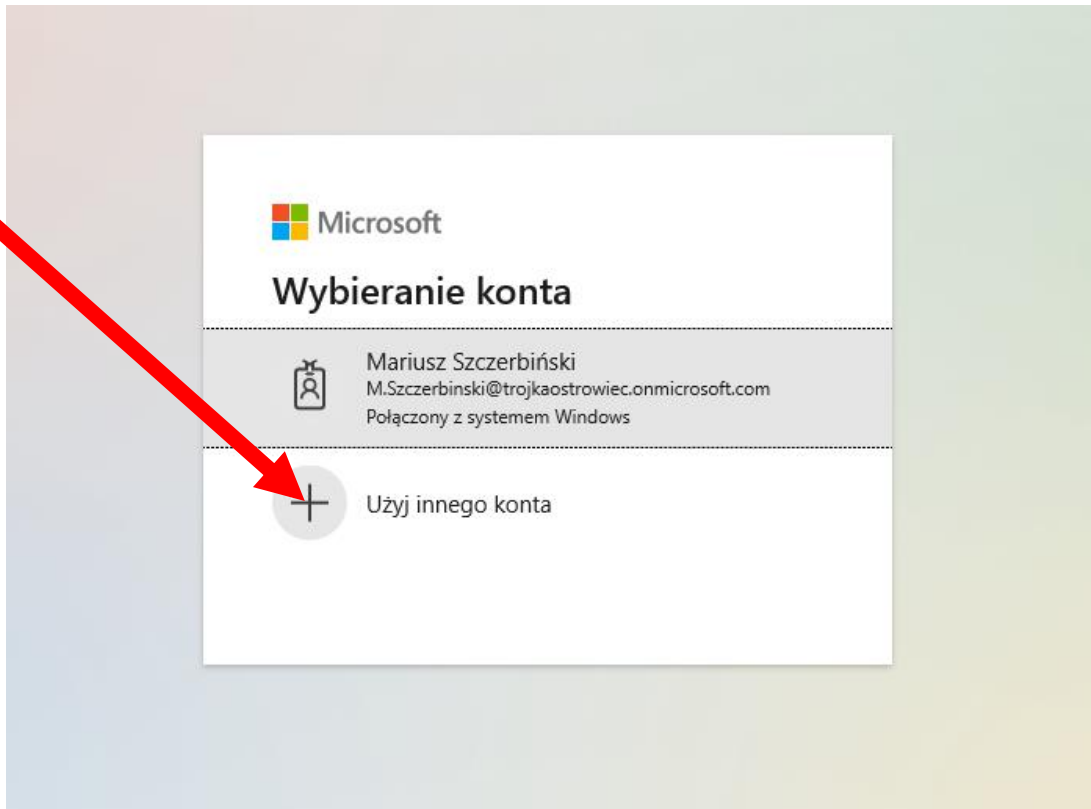 Microsoft
Wybieranie konta
Mariusz Szczerbiński
M.Szczerbinski@trojkaostrowiec.onmicrosoft.com
Połączony z systemem Windows
Użyj innego konta